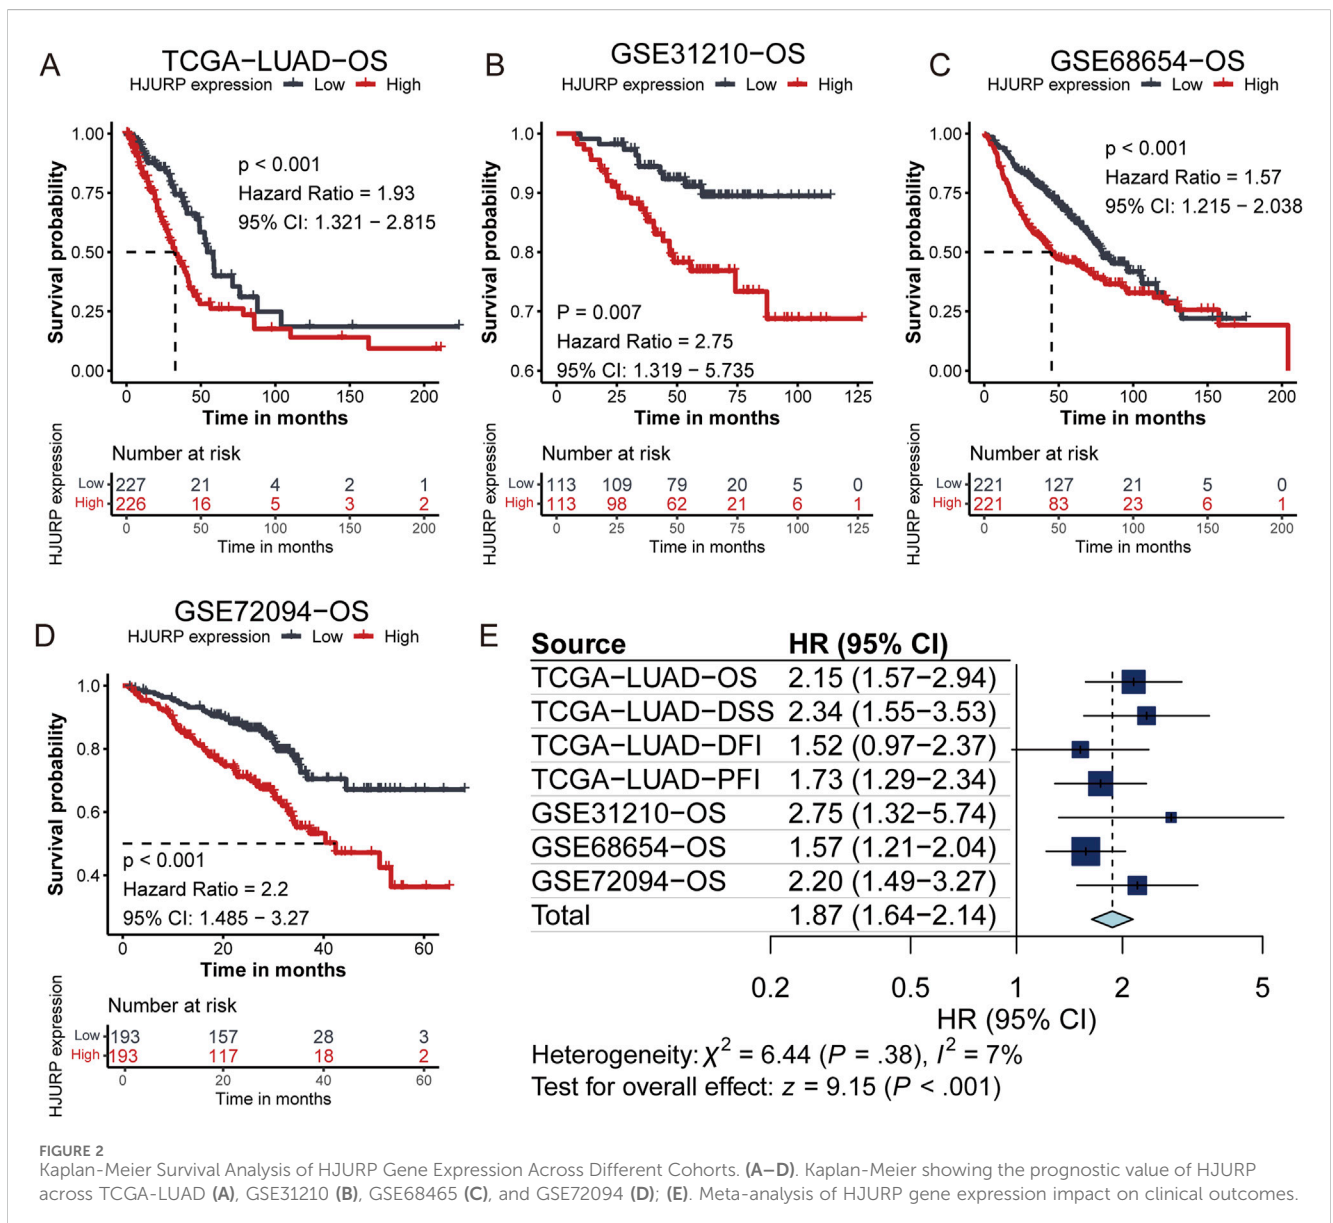 A
TCGA−LUAD−OS
HJURP expression Low High
Survival probability
1.00
0.75
0.50
0.25
0.00
p < 0.001
Hazard Ratio = 1.93
95% CI: 1.321 − 2.815
0 50 100 150 200
Time in months
HJURP expression
Number at risk
Low 227 21 4 2 1
High 226 16 5 3 2
0 50 100 150 200
Time in months
B
GSE31210−OS
HJURP expression Low High
Survival probability
1.0
0.9
0.8
0.7
0.6
P = 0.007
Hazard Ratio = 2.75
95% CI: 1.319 − 5.735
0 25 50 75 100 125
Time in months
HJURP expression
Number at risk
Low 113 109 79 20 5 0
High 113 98 62 21 6 1
0 25 50 75 100 125
Time in months
C
GSE68654−OS
HJURP expression Low High
Survival probability
1.00
0.75
0.50
0.25
0.00
p < 0.001
Hazard Ratio = 1.57
95% CI: 1.215 − 2.038
0 50 100 150 200
Time in months
HJURP expression
Number at risk
Low 221 127 21 5 0
High 221 83 23 6 1
0 50 100 150 200
Time in months
D
GSE72094−OS
HJURP expression Low High
Survival probability
1.0
0.8
0.6
0.4
p < 0.001
Hazard Ratio = 2.2
95% CI: 1.485 − 3.27
0 20 40 60
Time in months
HJURP expression
Number at risk
Low 193 157 28 3
High 193 117 18 2
0 20 40 60
Time in months
E
Source HR (95% CI)
TCGA−LUAD−OS 2.15 (1.57−2.94)
TCGA−LUAD−DSS 2.34 (1.55−3.53)
TCGA−LUAD−DFI 1.52 (0.97−2.37)
TCGA−LUAD−PFI 1.73 (1.29−2.34)
GSE31210−OS 2.75 (1.32−5.74)
GSE68654−OS 1.57 (1.21−2.04)
GSE72094−OS 2.20 (1.49−3.27)
Total 1.87 (1.64−2.14)
0.2 0.5 1 2 5
HR (95% CI)
Heterogeneity: χ² = 6.44 (P = .38), I² = 7%
Test for overall effect: z = 9.15 (P < .001)
FIGURE 2
Kaplan-Meier Survival Analysis of HJURP Gene Expression Across Different Cohorts. (A–D). Kaplan-Meier showing the prognostic value of HJURP
across TCGA-LUAD (A), GSE31210 (B), GSE68465 (C), and GSE72094 (D); (E). Meta-analysis of HJURP gene expression impact on clinical outcomes.